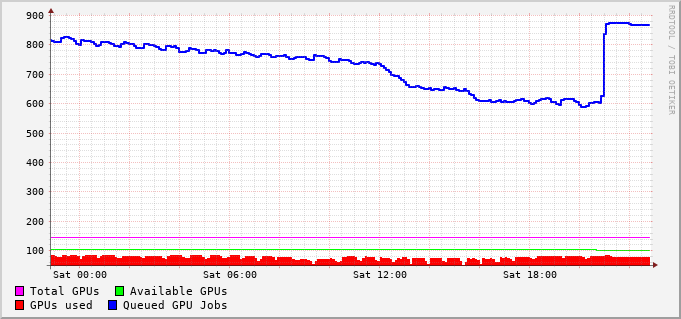 900
800
700
600
500
400
300
200
100
Sat 00:00 Sat 06:00 Sat 12:00 Sat 18:00
Total GPUs Available GPUs
GPUs used Queued GPU Jobs
RRDTOOL / TOBI OETIKER